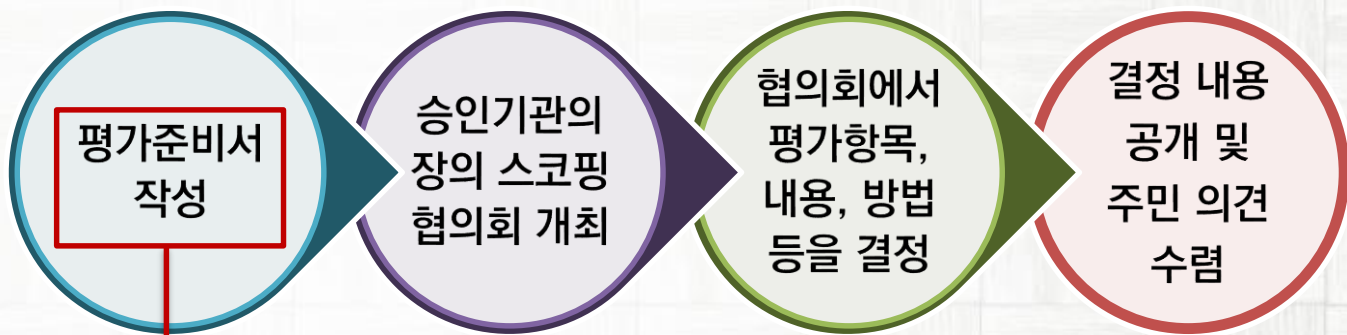 평가준비서
작성
승인기관의
장의 스코핑
협의회 개최
협의회에서
평가항목,
내용, 방법
등을 결정
결정 내용
공개 및
주민 의견
수렴